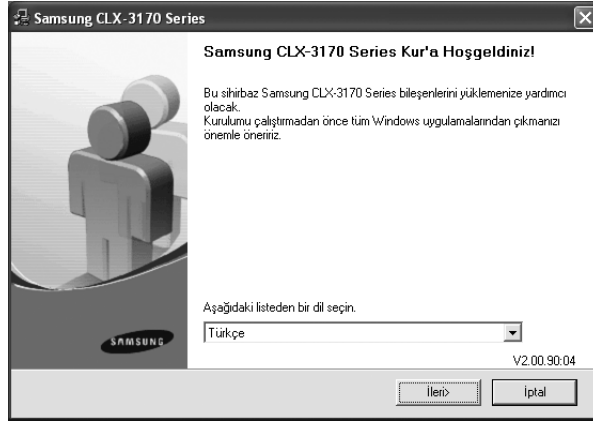 Samsung CLX-3170 Series
Samsung CLX-3170 Series Kur'a Hoşgeldiniz!
Bu sihirbaz Samsung CLX-3170 Series bileşenlerini yüklemenize yardımcı
olacak.
Kurulumu çalıştırmadan önce tüm Windows uygulamalarından çıkmanızı
önemle öneririz.
Aşağıdaki listeden bir dil seçin.
Türkçe
SAMSUNG
V2.00.90:04
İleri>
İptal